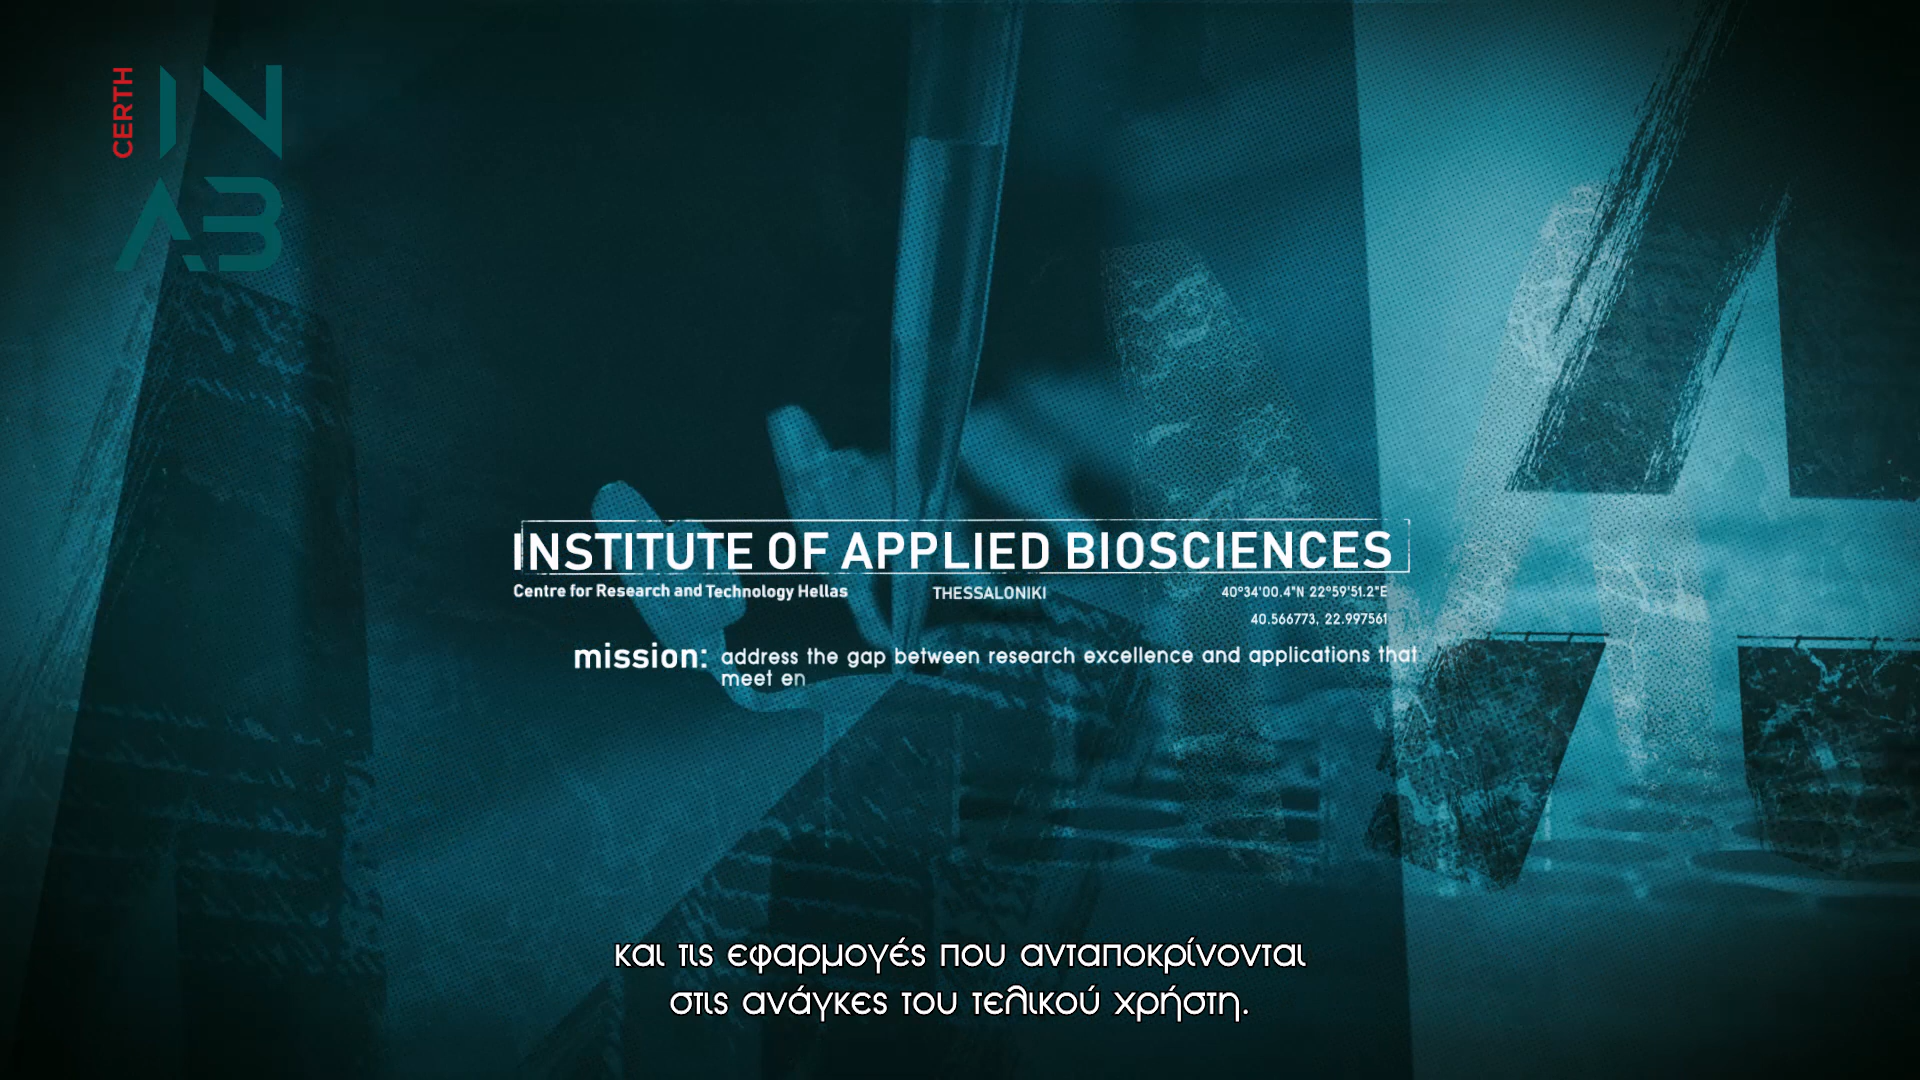 CERTH
IN
AB
INSTITUTE OF APPLIED BIOSCIENCES
Centre for Research and Technology Hellas THESSALONIKI 40°34'00.4"N 22°59'51.2"E
40.566773, 22.997561
mission: address the gap between research excellence and applications that
meet en
και τις εφαρμογές που ανταποκρίνονται
στις ανάγκες του τελικού χρήστη.